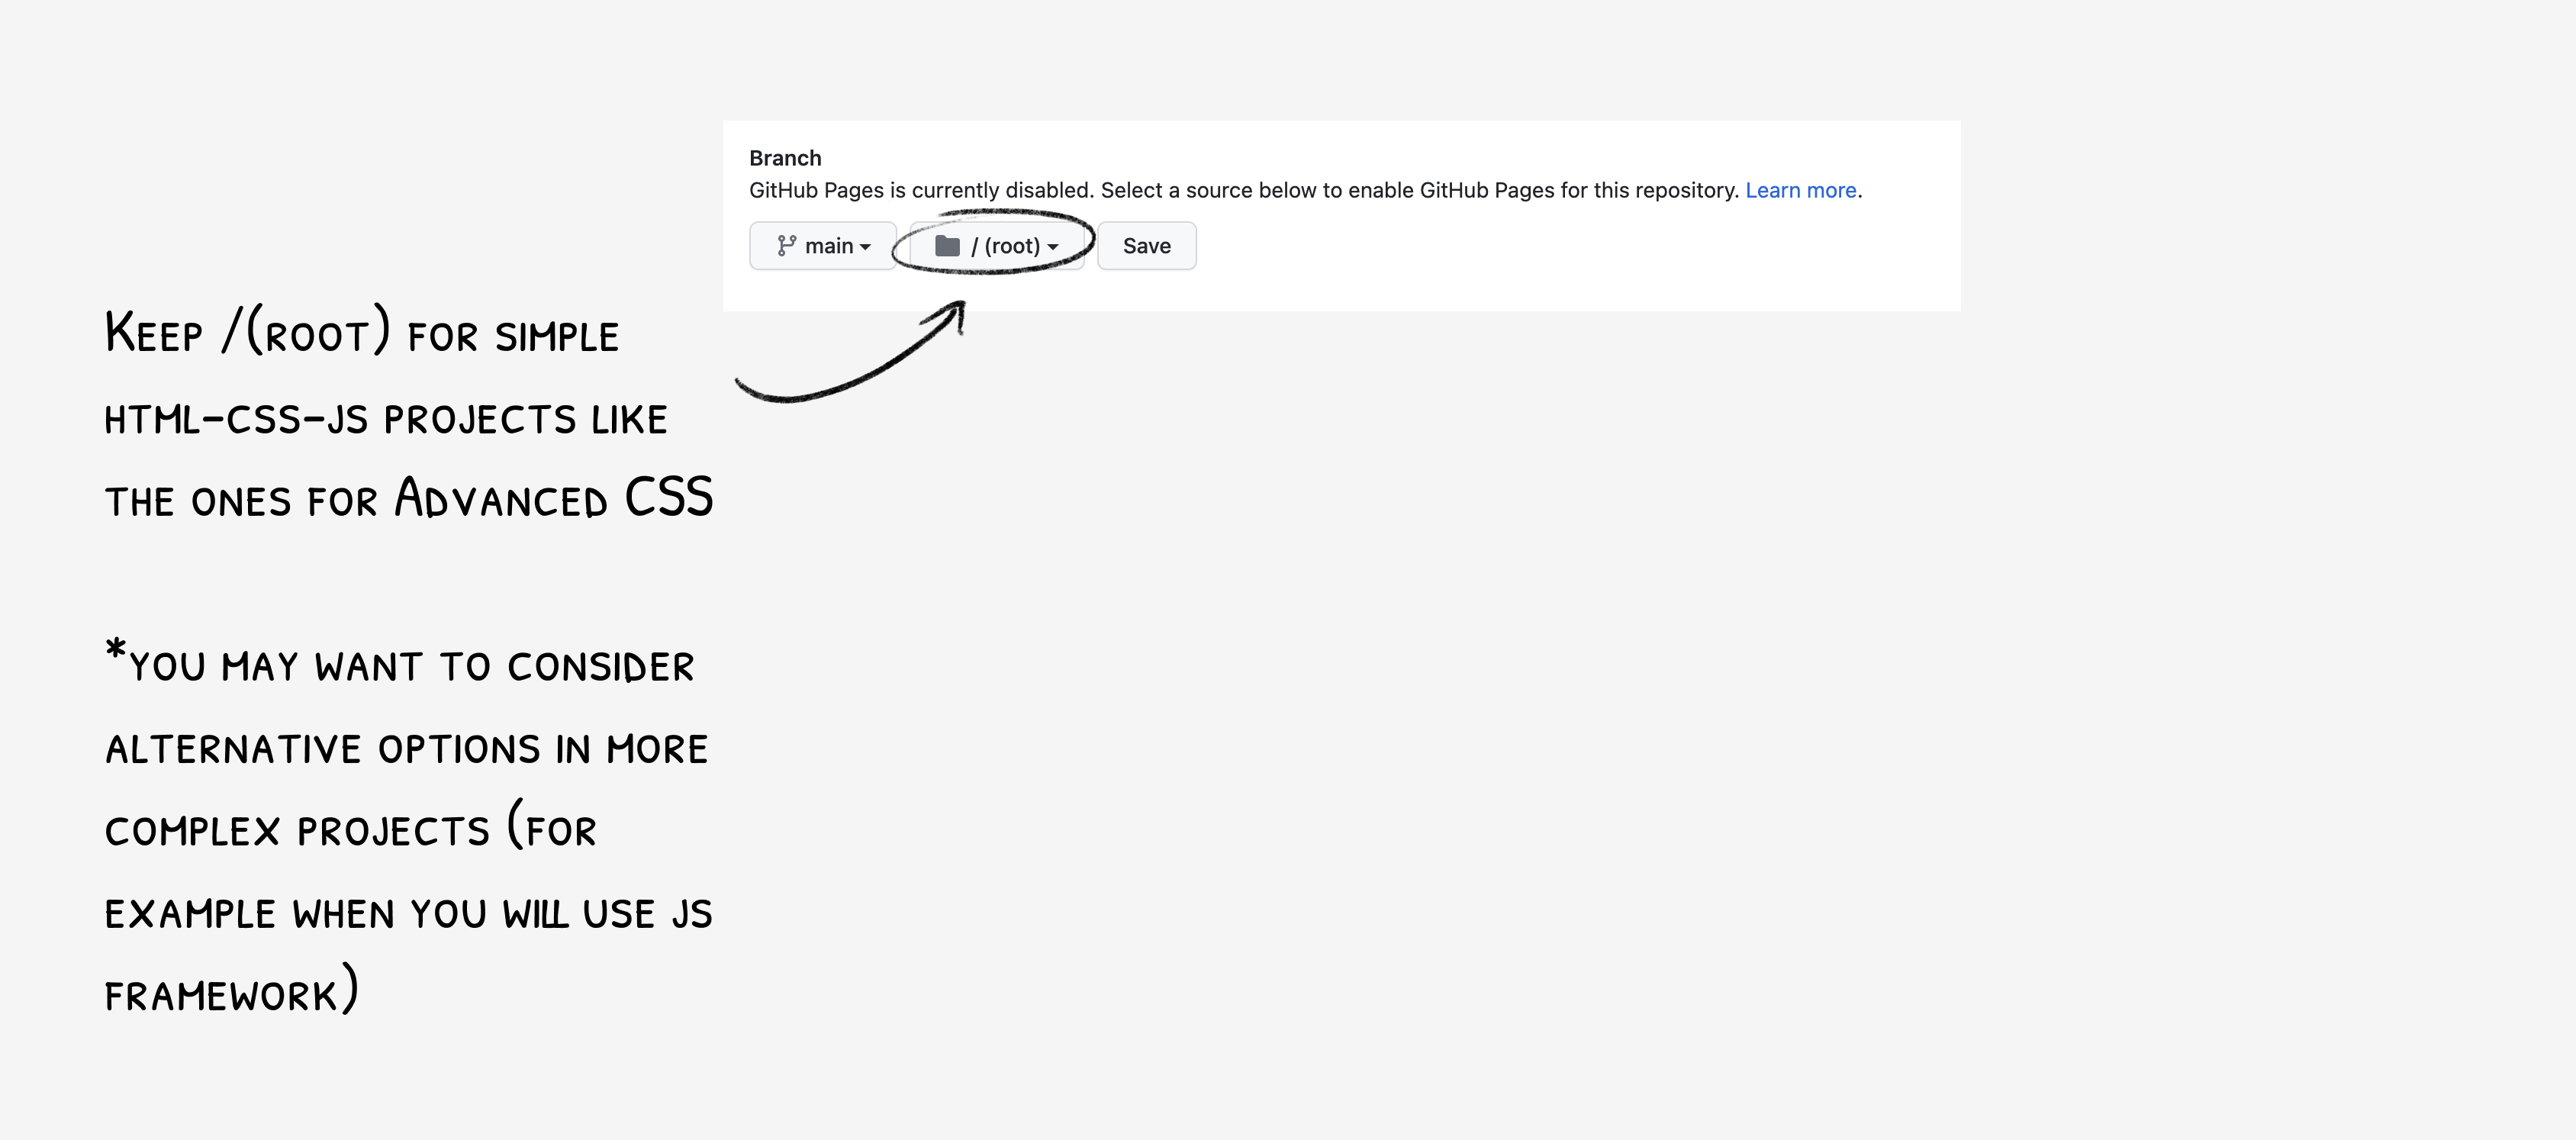 Branch
GitHub Pages is currently disabled. Select a source below to enable GitHub Pages for this repository. Learn more.
main / (root) Save
Keep /(root) for simple
html-css-js projects like
the ones for Advanced CSS
*you may want to consider
alternative options in more
complex projects (for
example when you will use js
framework)